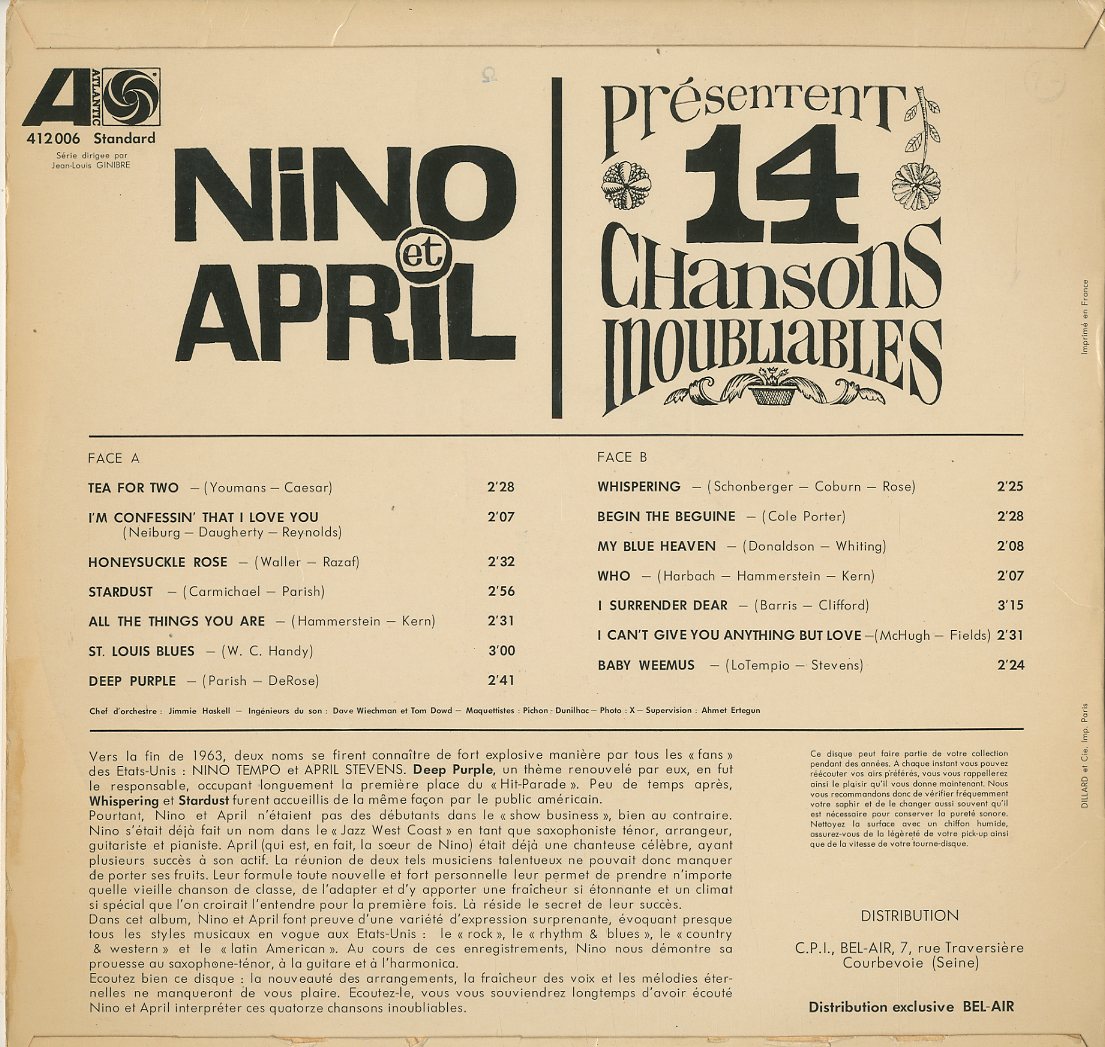 ATLANTIC
412006 Standard
Série dirigée par
Jean-Louis GINIBRE
NiNO
et
APRiL
présentent
14
CHansons
INOUBLIABLES
FACE A
TEA FOR TWO – (Youmans – Caesar) 2'28
I'M CONFESSIN' THAT I LOVE YOU 2'07
(Neiburg – Daugherty – Reynolds)
HONEYSUCKLE ROSE – (Waller – Razaf) 2'32
STARDUST – (Carmichael – Parish) 2'56
ALL THE THINGS YOU ARE – (Hammerstein – Kern) 2'31
ST. LOUIS BLUES – (W. C. Handy) 3'00
DEEP PURPLE – (Parish – DeRose) 2'41
FACE B
WHISPERING – (Schonberger – Coburn – Rose) 2'25
BEGIN THE BEGUINE – (Cole Porter) 2'28
MY BLUE HEAVEN – (Donaldson – Whiting) 2'08
WHO – (Harbach – Hammerstein – Kern) 2'07
I SURRENDER DEAR – (Barris – Clifford) 3'15
I CAN'T GIVE YOU ANYTHING BUT LOVE –(McHugh – Fields) 2'31
BABY WEEMUS – (LoTempio – Stevens) 2'24
Chef d'orchestre : Jimmie Haskell – Ingénieurs du son : Dave Wiechman et Tom Dowd – Maquettistes : Pichon - Dunilhac – Photo : X – Supervision : Ahmet Ertegun
Vers la fin de 1963, deux noms se firent connaître de fort explosive manière par tous les « fans »
des Etats-Unis : NINO TEMPO et APRIL STEVENS. Deep Purple, un thème renouvelé par eux, en fut
le responsable, occupant longuement la première place du « Hit-Parade ». Peu de temps après,
Whispering et Stardust furent accueillis de la même façon par le public américain.
Pourtant, Nino et April n'étaient pas des débutants dans le « show business », bien au contraire.
Nino s'était déjà fait un nom dans le « Jazz West Coast » en tant que saxophoniste ténor, arrangeur,
guitariste et pianiste. April (qui est, en fait, la sœur de Nino) était déjà une chanteuse célèbre, ayant
plusieurs succès à son actif. La réunion de deux tels musiciens talentueux ne pouvait donc manquer
de porter ses fruits. Leur formule toute nouvelle et fort personnelle leur permet de prendre n'importe
quelle vieille chanson de classe, de l'adapter et d'y apporter une fraîcheur si étonnante et un climat
si spécial que l'on croirait l'entendre pour la première fois. Là réside le secret de leur succès.
Dans cet album, Nino et April font preuve d'une variété d'expression surprenante, évoquant presque
tous les styles musicaux en vogue aux Etats-Unis : le « rock », le « rhythm & blues », le « country
& western » et le « latin American ». Au cours de ces enregistrements, Nino nous démontre sa
prouesse au saxophone-ténor, à la guitare et à l'harmonica.
Ecoutez bien ce disque : la nouveauté des arrangements, la fraîcheur des voix et les mélodies éter-
nelles ne manqueront de vous plaire. Ecoutez-le, vous vous souviendrez longtemps d'avoir écouté
Nino et April interpréter ces quatorze chansons inoubliables.
Ce disque peut faire partie de votre collection
pendant des années. A chaque instant vous pouvez
réécouter vos airs préférés, vous vous rappellerez
ainsi le plaisir qu'il vous donne maintenant. Nous
vous recommandons donc de vérifier fréquemment
votre saphir et de le changer aussi souvent qu'il
est nécessaire pour conserver la pureté sonore.
Nettoyez la surface avec un chiffon humide,
assurez-vous de la légèreté de votre pick-up ainsi
que de la vitesse de votre tourne-disque.
DISTRIBUTION
C.P.I., BEL-AIR, 7, rue Traversière
Courbevoie (Seine)
Distribution exclusive BEL-AIR
Imprimé en France
DILLARD et Cie. Imp. Paris